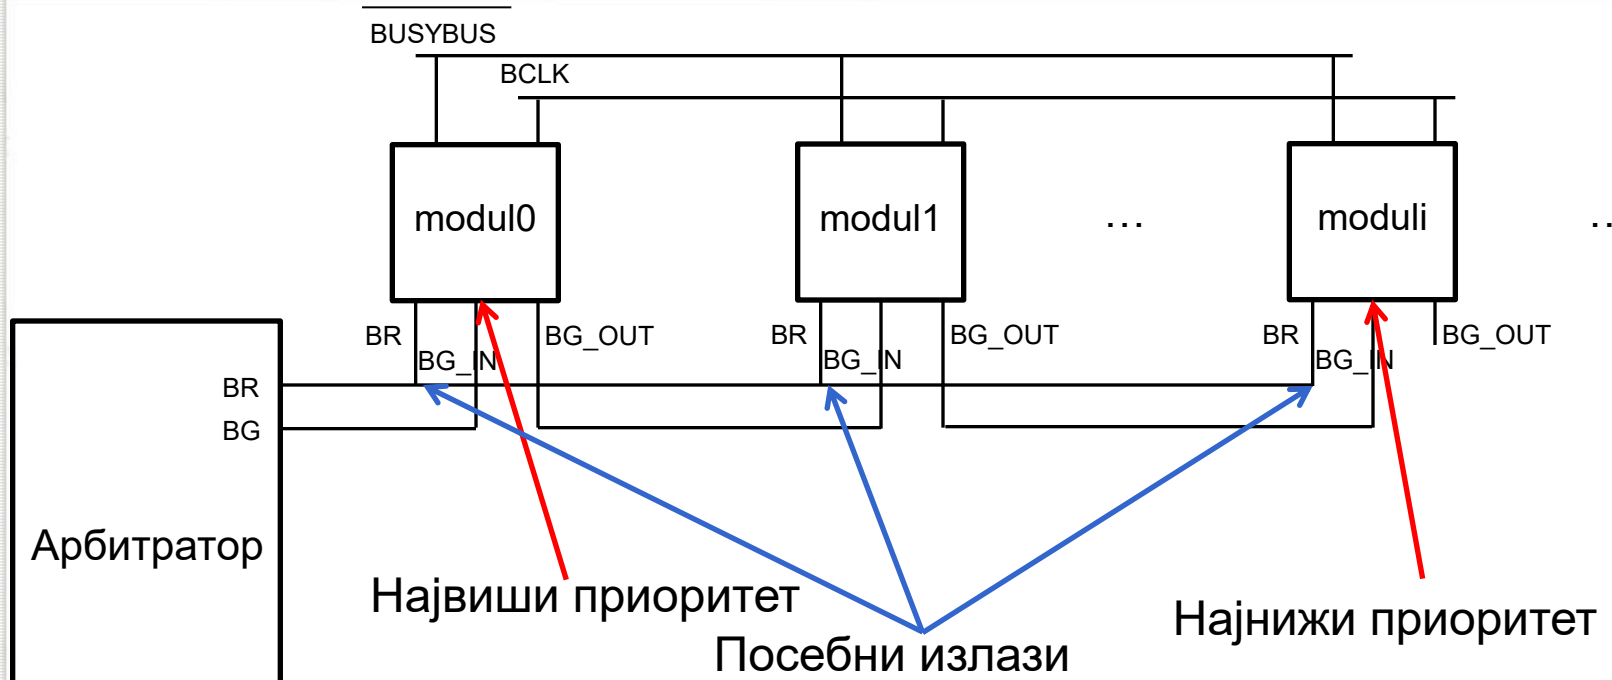 BUSYBUS
BCLK
modul0
modul1
...
moduli
..
BR
BG_IN
BG_OUT
BR
BG_IN
BG_OUT
BR
BG_IN
BG_OUT
BR
BG
Арбитратор
Највиши приоритет
Најнижи приоритет
Посебни излази